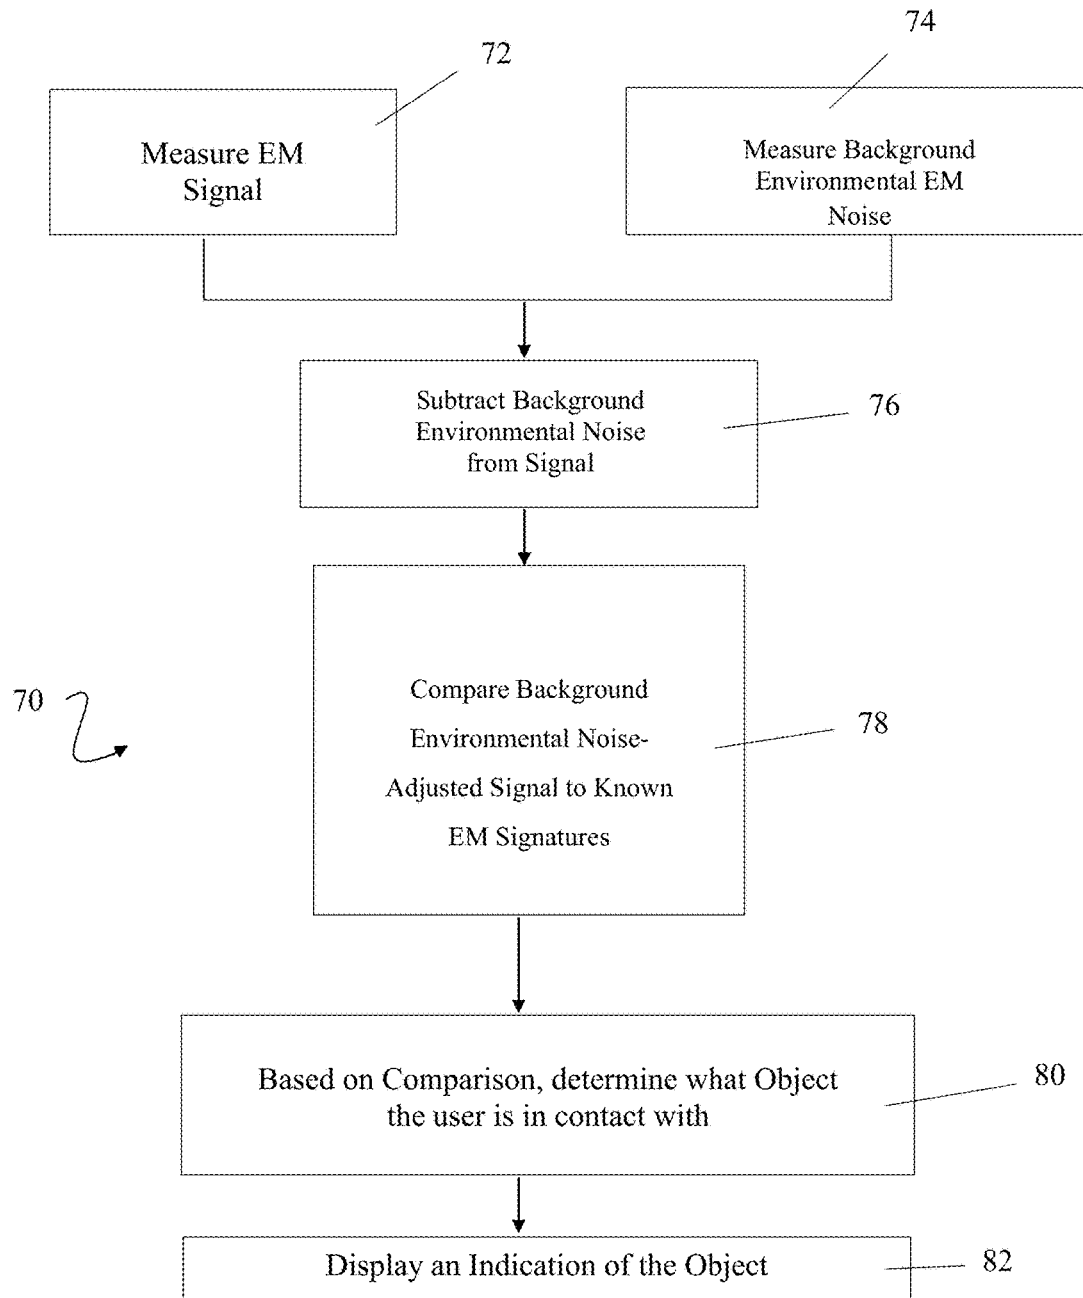 72
74
Measure EM
Signal
Measure Background
Environmental EM
Noise
Subtract Background
Environmental Noise
from Signal
76
Compare Background
Environmental Noise-
Adjusted Signal to Known
EM Signatures
78
70
Based on Comparison, determine what Object
the user is in contact with
80
Display an Indication of the Object
82